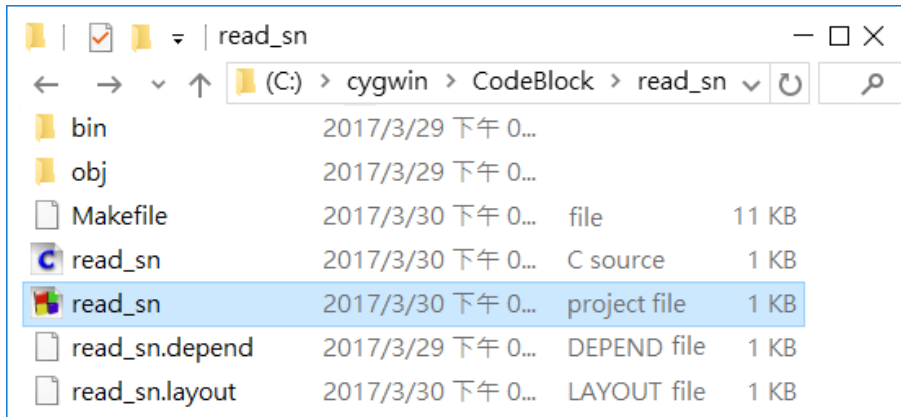 read_sn
(C:) > cygwin > CodeBlock > read_sn
bin 2017/3/29 下午 0...
obj 2017/3/29 下午 0...
Makefile 2017/3/30 下午 0... file 11 KB
read_sn 2017/3/30 下午 0... C source 1 KB
read_sn 2017/3/30 下午 0... project file 1 KB
read_sn.depend 2017/3/29 下午 0... DEPEND file 1 KB
read_sn.layout 2017/3/30 下午 0... LAYOUT file 1 KB